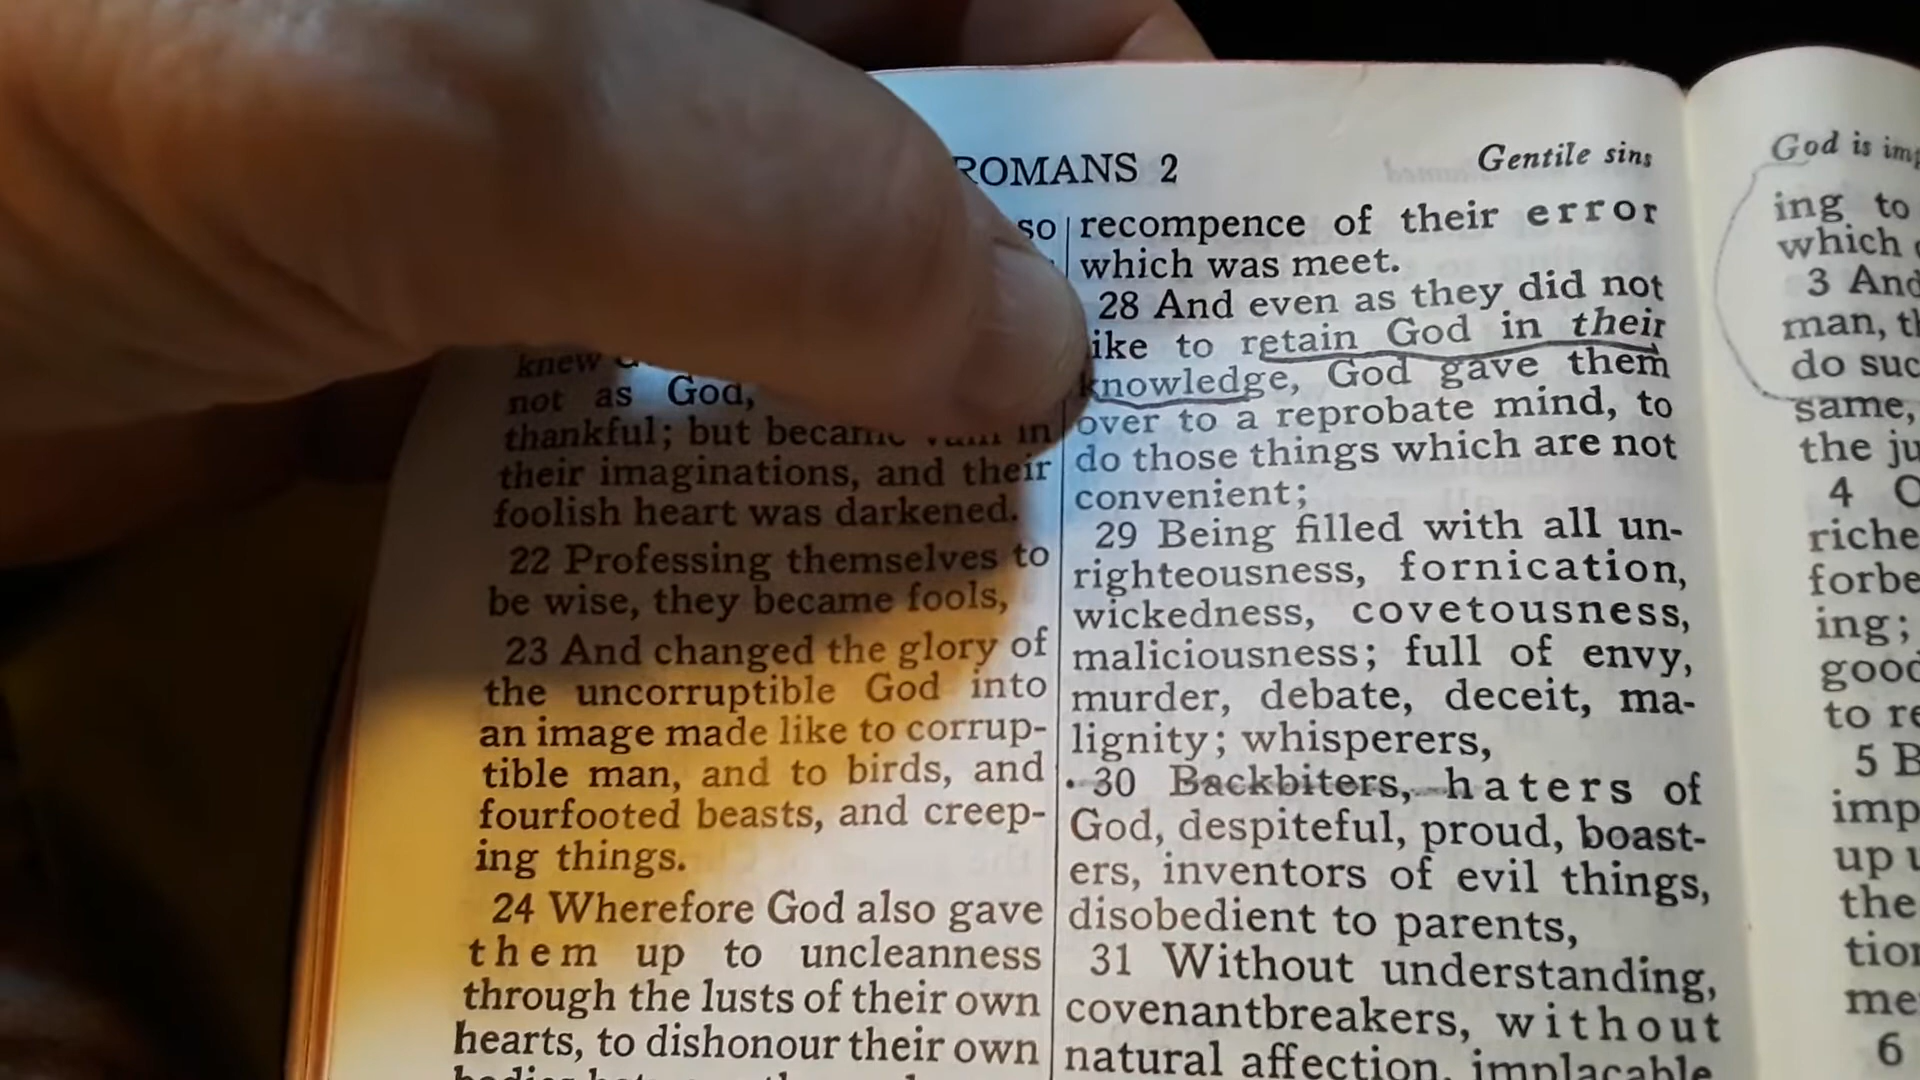 ROMANS 2
Gentile sins
so
knew
not as God,
thankful; but became vain in
their imaginations, and their
foolish heart was darkened.
22 Professing themselves to
be wise, they became fools,
23 And changed the glory of
the uncorruptible God into
an image made like to corrup-
tible man, and to birds, and
fourfooted beasts, and creep-
ing things.
24 Wherefore God also gave
them up to uncleanness
through the lusts of their own
hearts, to dishonour their own
recompence of their error
which was meet.
28 And even as they did not
ike to retain God in their
knowledge, God gave them
over to a reprobate mind, to
do those things which are not
convenient;
29 Being filled with all un-
righteousness, fornication,
wickedness, covetousness,
maliciousness; full of envy,
murder, debate, deceit, ma-
lignity; whisperers,
30 Backbiters, haters of
God, despiteful, proud, boast-
ers, inventors of evil things,
disobedient to parents,
31 Without understanding,
covenantbreakers, without
natural affection, implacable
God is imp
ing to
which
3 And
man, th
do suc
same,
the ju
4 O
riche
forbe
ing;
good
to re
5 B
imp
up u
the
tion
me
6